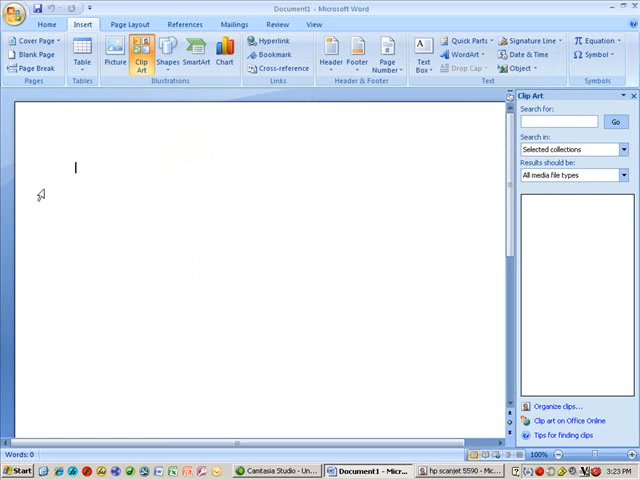 Document1 - Microsoft Word
Home Insert Page Layout References Mailings Review View
Cover Page Blank Page Page Break
Pages
Table
Tables
Picture Clip Art Shapes SmartArt Chart
Illustrations
Hyperlink Bookmark Cross-reference
Links
Header Footer Page Number
Header & Footer
Text Box Quick Parts WordArt Drop Cap Signature Line Date & Time Object
Text
Equation Symbol
Symbols
Clip Art
Search for:
Go
Search in:
Selected collections
Results should be:
All media file types
Organize clips...
Clip art on Office Online
Tips for finding clips
Words: 0
100%
Start
Camtasia Studio - Un...
Document1 - Micros...
hp scanjet 5590 - Mic...
3:23 PM